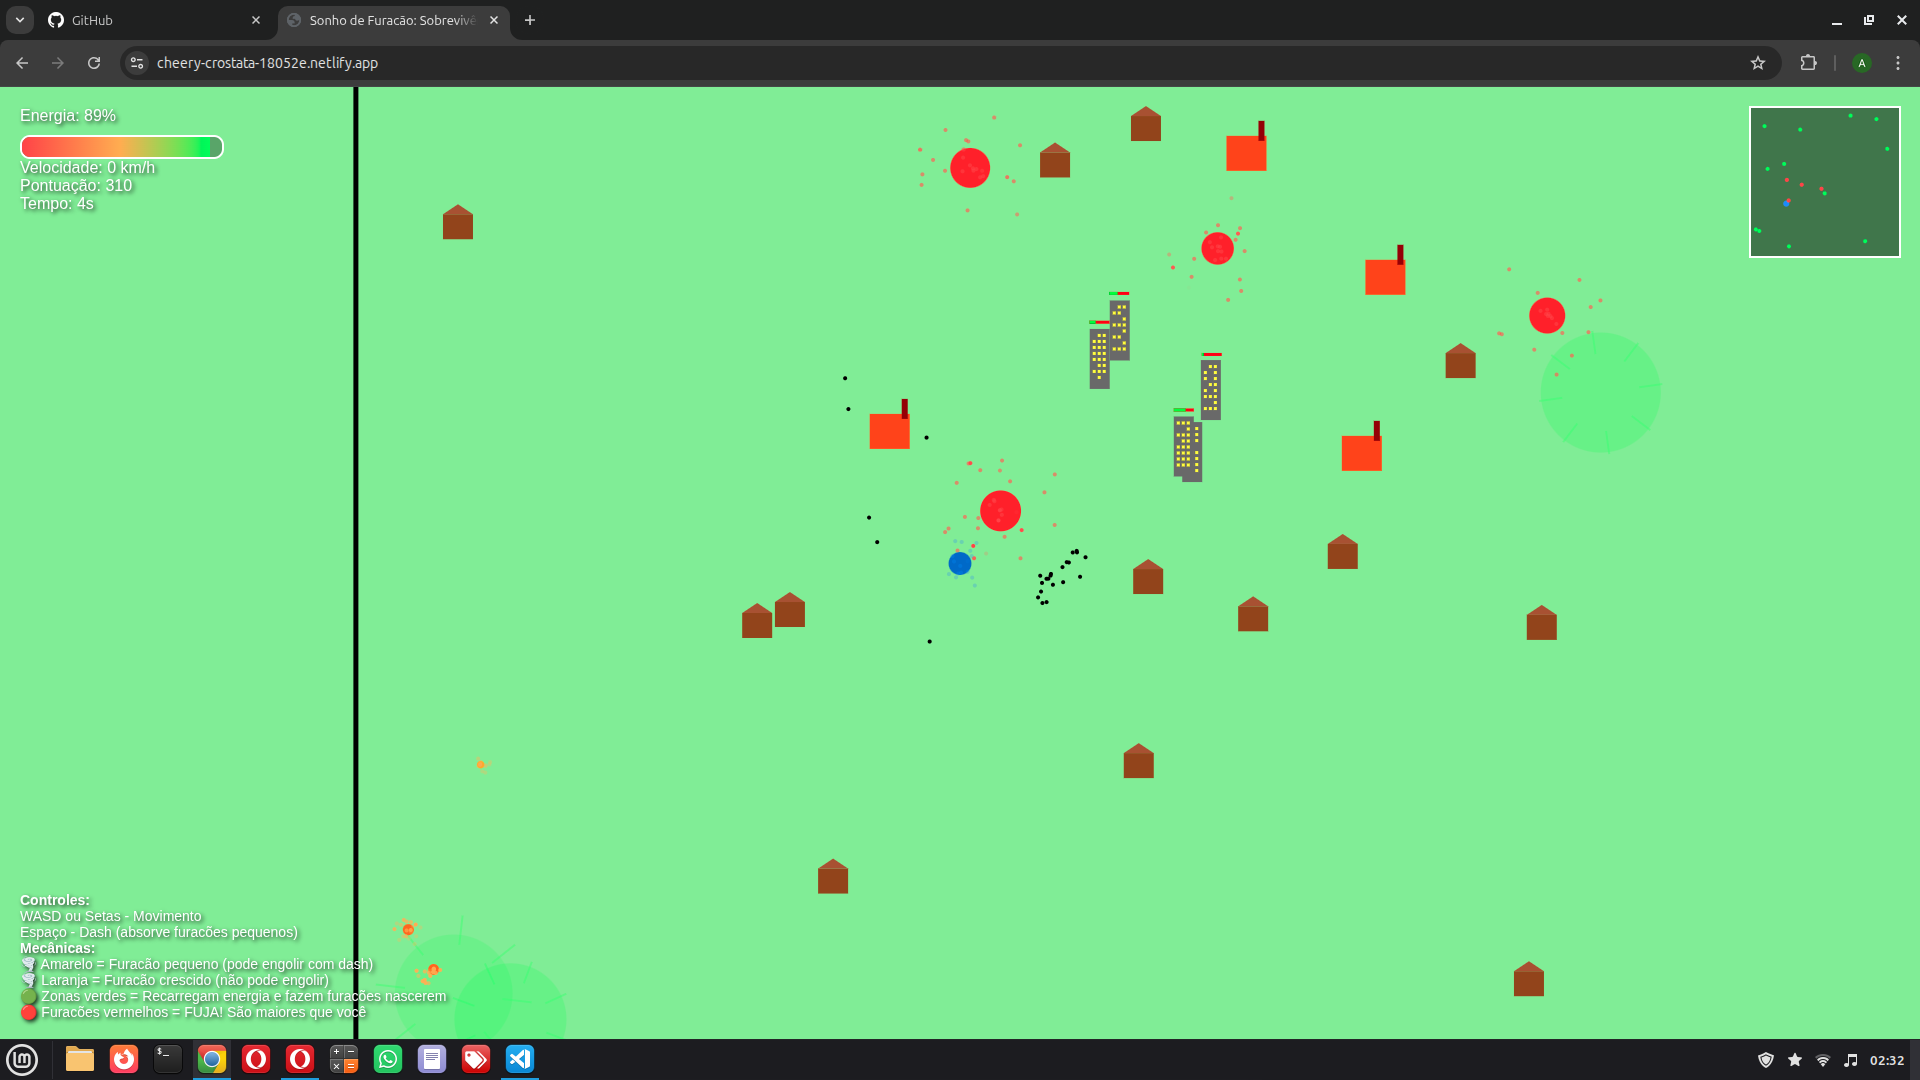 GitHub
Sonho de Furacão: Sobrevivê
cheery-crostata-18052e.netlify.app
A
Energia: 89%
Velocidade: 0 km/h
Pontuação: 310
Tempo: 4s
Controles:
WASD ou Setas - Movimento
Espaço - Dash (absorve furacões pequenos)
Mecânicas:
🌪️ Amarelo = Furacão pequeno (pode engolir com dash)
🌪️ Laranja = Furacão crescido (não pode engolir)
🟢 Zonas verdes = Recarregam energia e fazem furacões nascerem
🔴 Furacões vermelhos = FUJA! São maiores que você
02:32